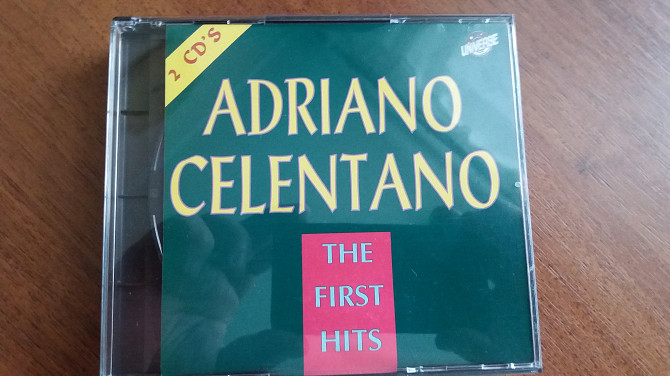 2 CD'S
UNIVERSE
ADRIANO
CELENTANO
THE
FIRST
HITS